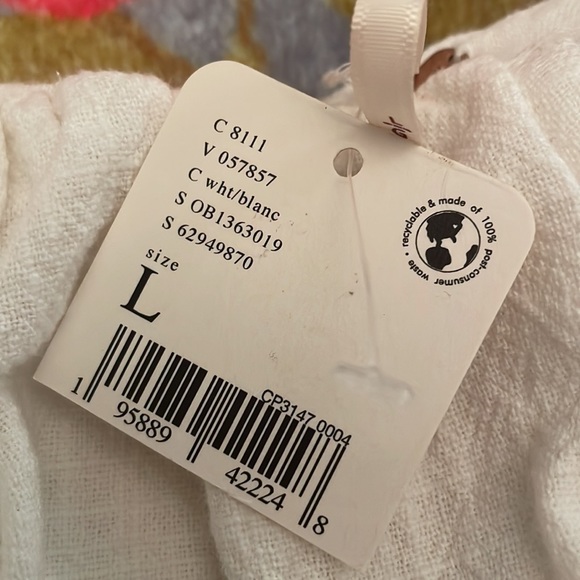 C 8111
V 057857
C wht/blanc
S OB1363019
S 62949870
size
L
recyclable & made of 100% post-consumer waste •
CP3147.0004
1 95889 42224 8